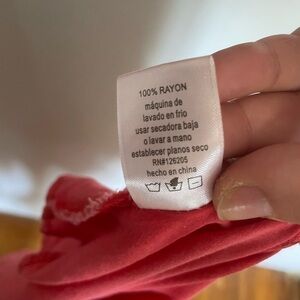 100% RAYON
máquina de
lavado en frio
usar secadora baja
o lavar a mano
establecer planos seco
RN#126205
hecho en china